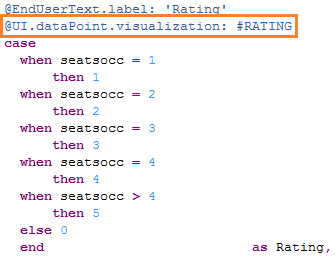 @EndUserText.label: 'Rating'
@UI.dataPoint.visualization: #RATING
case
when seatsocc = 1
then 1
when seatsocc = 2
then 2
when seatsocc = 3
then 3
when seatsocc = 4
then 4
when seatsocc > 4
then 5
else 0
end as Rating,